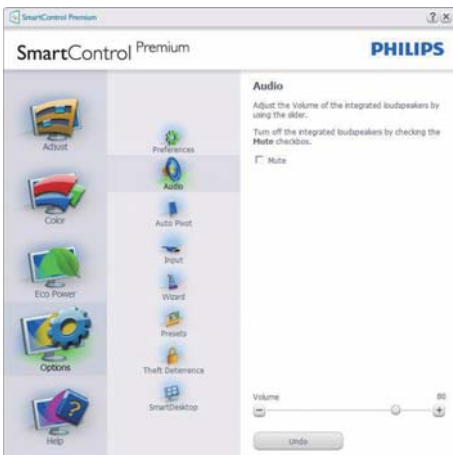 SmartControl Premium
SmartControl Premium
PHILIPS
Adjust
Color
Eco Power
Options
Help
Preferences
Audio
Auto Pivot
Input
Wizard
Presets
Theft Deterrence
SmartDesktop
Audio
Adjust the Volume of the integrated loudspeakers by
using the slider.
Turn off the integrated loudspeakers by checking the
Mute checkbox.
Mute
Volume 80
Undo